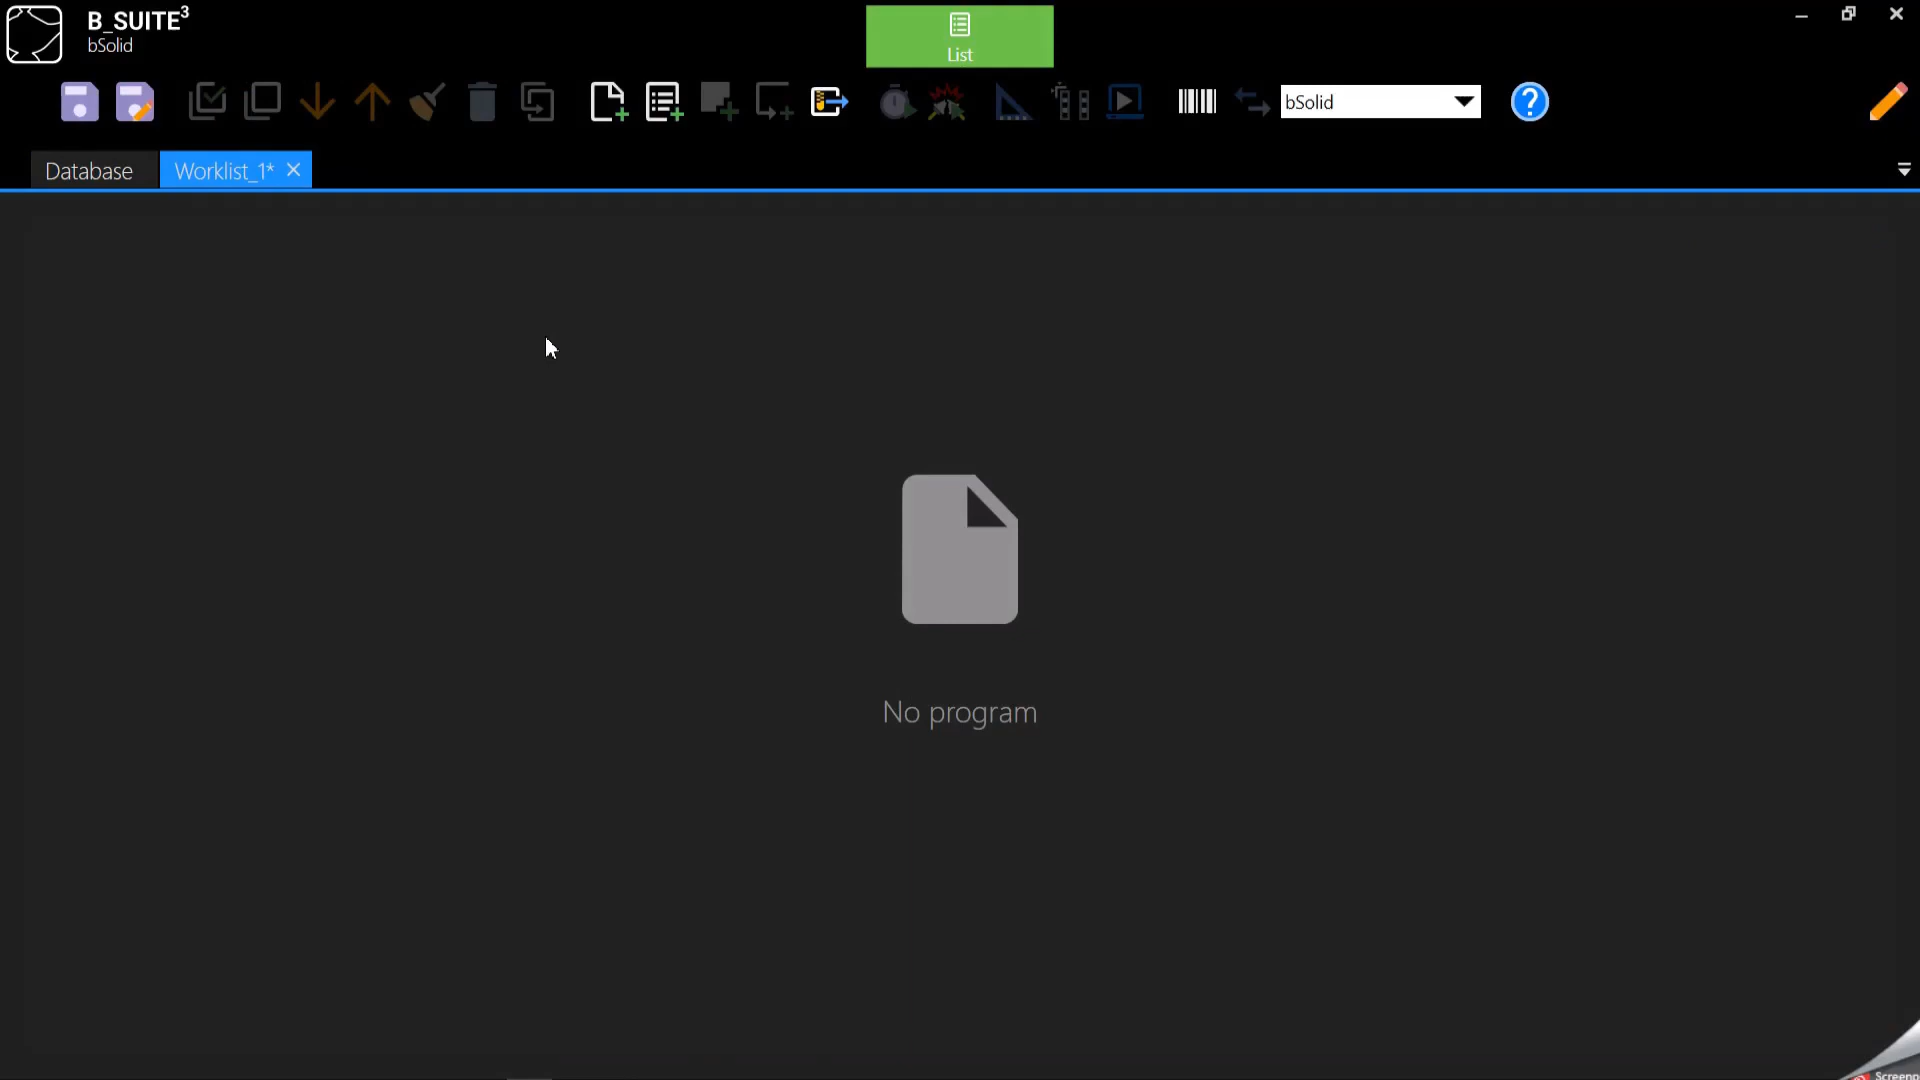 B_SUITE³
bSolid
List
bSolid
Database
Worklist_1*
No program